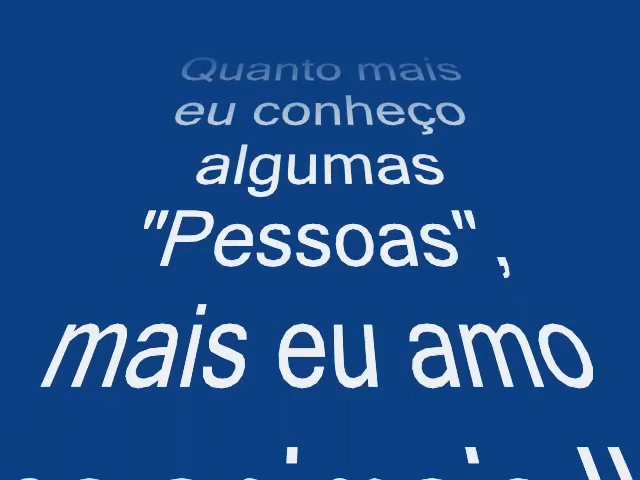 Quanto mais
eu conheço
algumas
"Pessoas" ,
mais eu amo